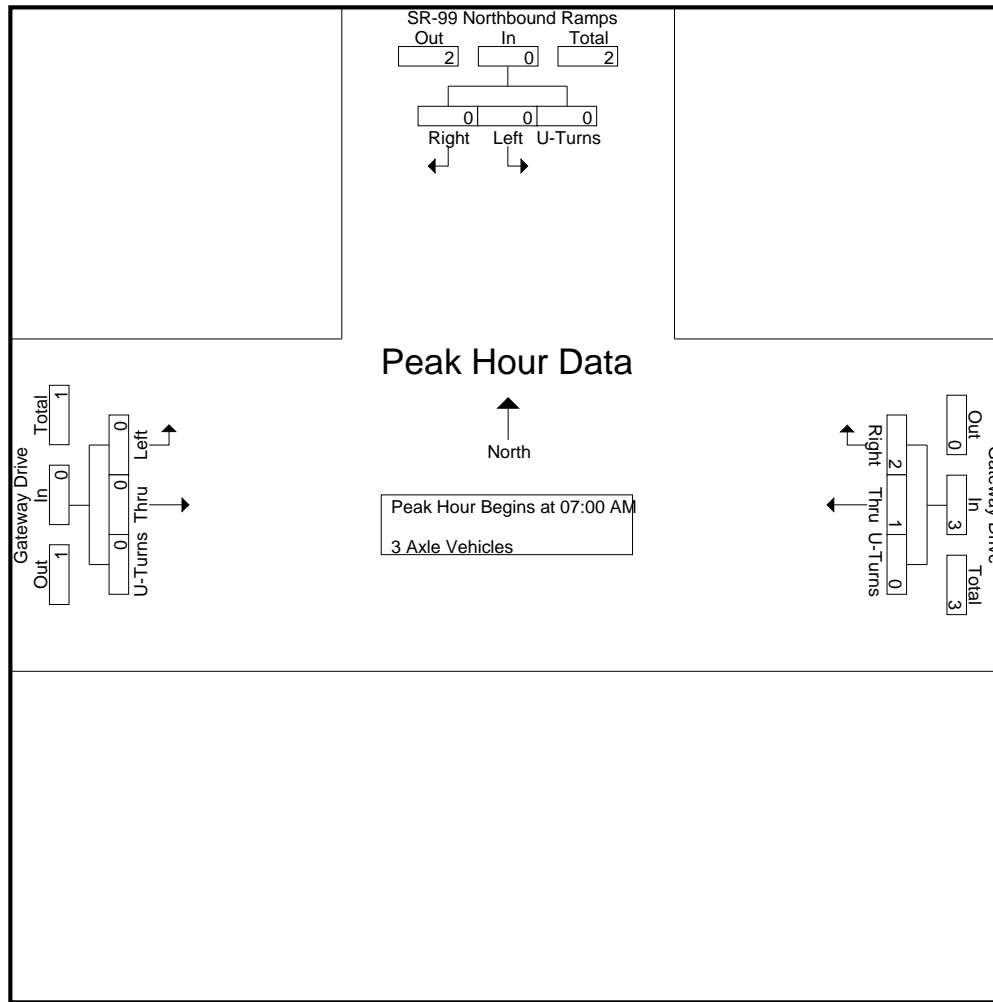 SR-99 Northbound Ramps
Out In Total
2 0 2
0 0 0
Right Left U-Turns
Peak Hour Data
North
Peak Hour Begins at 07:00 AM
3 Axle Vehicles
Gateway Drive
Out In Total
1 0 1
0 0 0
U-Turns Thru Left
Gateway Drive
Out In Total
0 3 3
2 1 0
Right Thru U-Turns